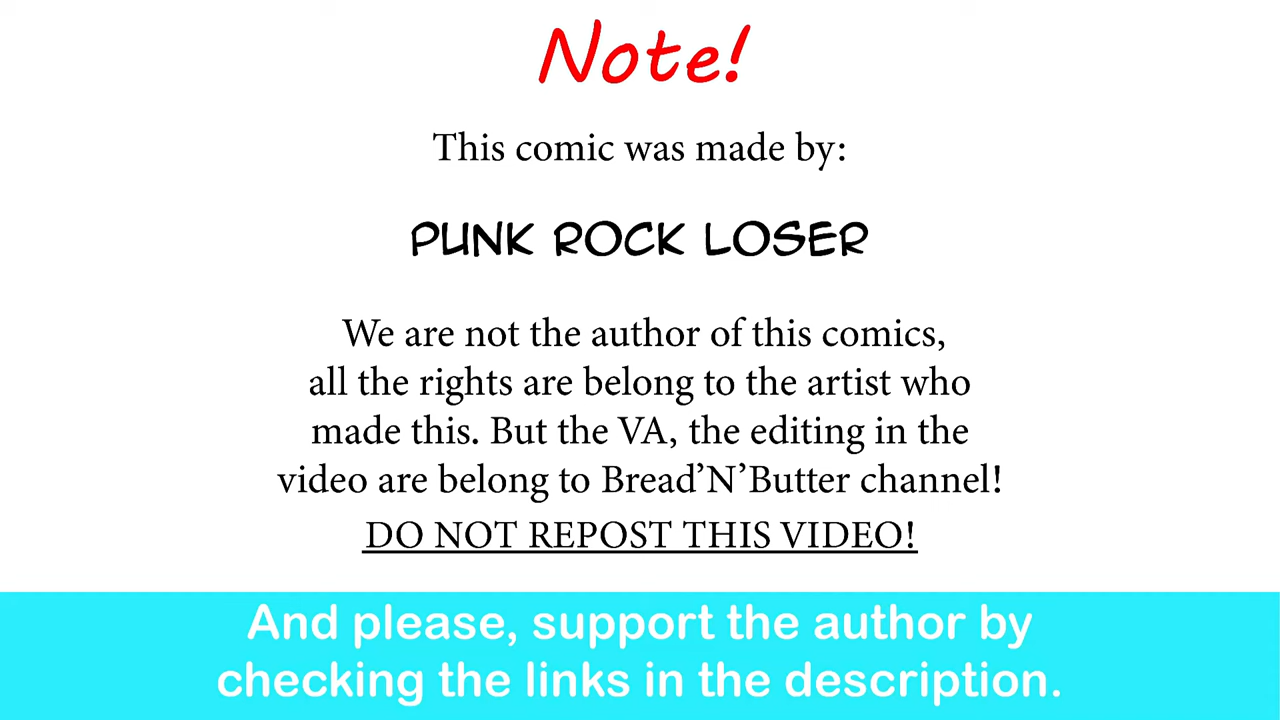 Note!
This comic was made by:
PUNK ROCK LOSER
We are not the author of this comics,
all the rights are belong to the artist who
made this. But the VA, the editing in the
video are belong to Bread’N’Butter channel!
DO NOT REPOST THIS VIDEO!
And please, support the author by
checking the links in the description.